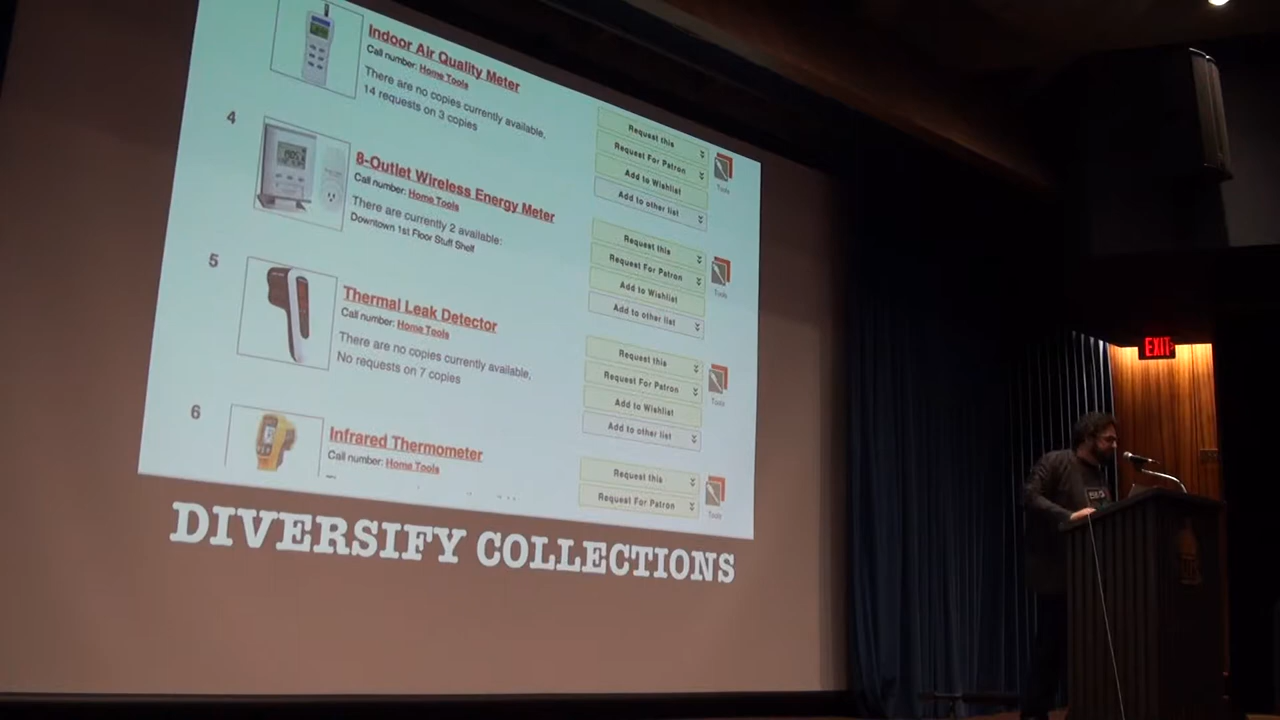 Indoor Air Quality Meter
Call number: Home Tools
There are no copies currently available,
14 requests on 3 copies
Request this
Request For Patron
Add to Wishlist
Add to other list
Tools
4
8-Outlet Wireless Energy Meter
Call number: Home Tools
There are currently 2 available:
Downtown 1st Floor Stuff Shelf
Request this
Request For Patron
Add to Wishlist
Add to other list
Tools
5
Thermal Leak Detector
Call number: Home Tools
There are no copies currently available,
No requests on 7 copies
Request this
Request For Patron
Add to Wishlist
Add to other list
Tools
6
Infrared Thermometer
Call number: Home Tools
Request this
Request For Patron
Tools
DIVERSIFY COLLECTIONS
EXIT